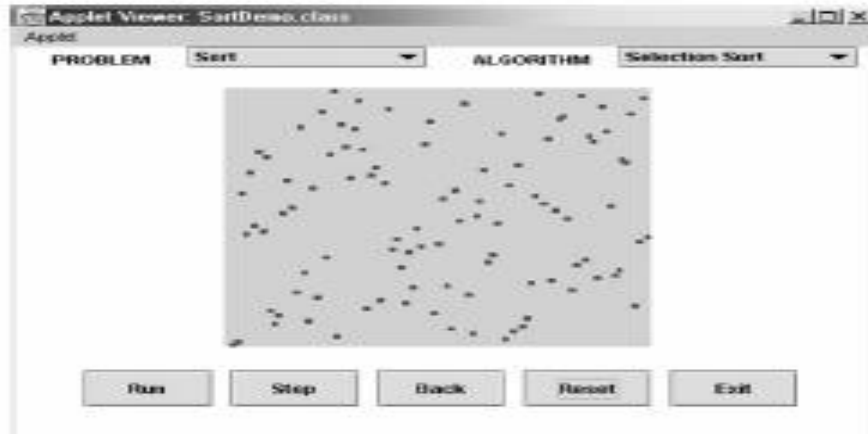 Applet Viewer: SortDemo.class
Applet
PROBLEM Sort ALGORITHM Selection Sort
Run Step Back Reset Exit